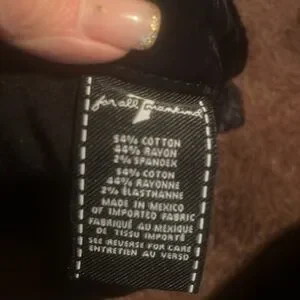 for all 7 mankind
54% COTTON
44% RAYON
2% SPANDEX
54% COTON
44% RAYONNE
2% ÉLASTHANNE
MADE IN MEXICO
OF IMPORTED FABRIC
FABRIQUÉ AU MEXIQUE
DE TISSU IMPORTÉ
SEE REVERSE FOR CARE
ENTRETIEN AU VERSO